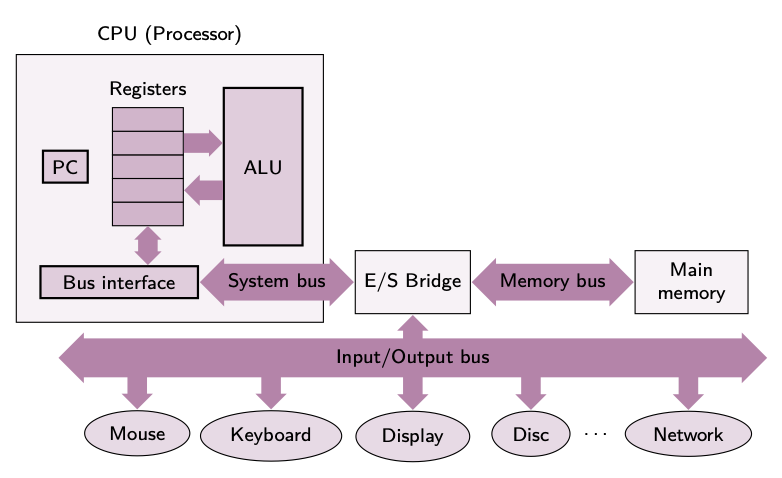 CPU (Processor)
Registers
PC
ALU
Bus interface
System bus
E/S Bridge
Memory bus
Main
memory
Input/Output bus
Mouse
Keyboard
Display
Disc
...
Network